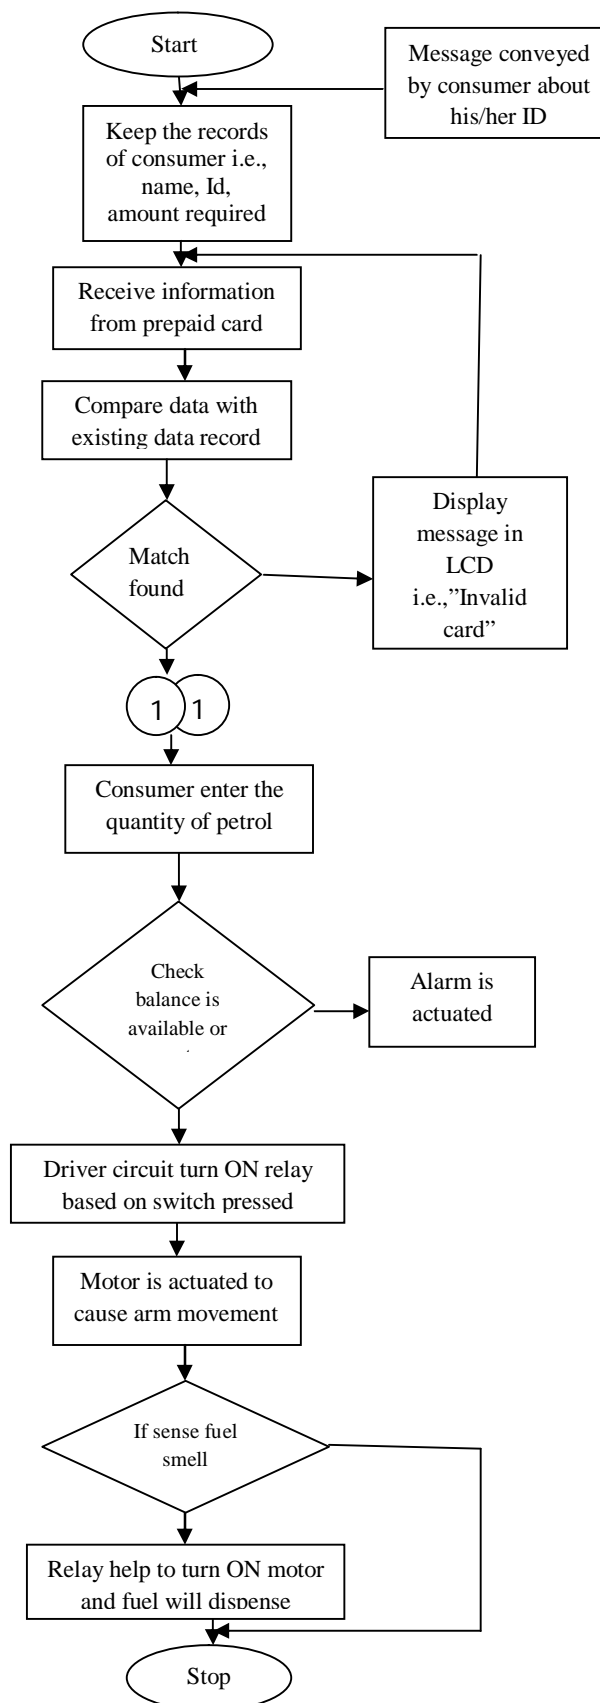 Start
Message conveyed
by consumer about
his/her ID
Keep the records
of consumer i.e.,
name, Id,
amount required
Receive information
from prepaid card
Compare data with
existing data record
Match
found
Display
message in
LCD
i.e.,”Invalid
card”
1 1
Consumer enter the
quantity of petrol
Check
balance is
available or
Alarm is
actuated
Driver circuit turn ON relay
based on switch pressed
Motor is actuated to
cause arm movement
If sense fuel
smell
Relay help to turn ON motor
and fuel will dispense
Stop